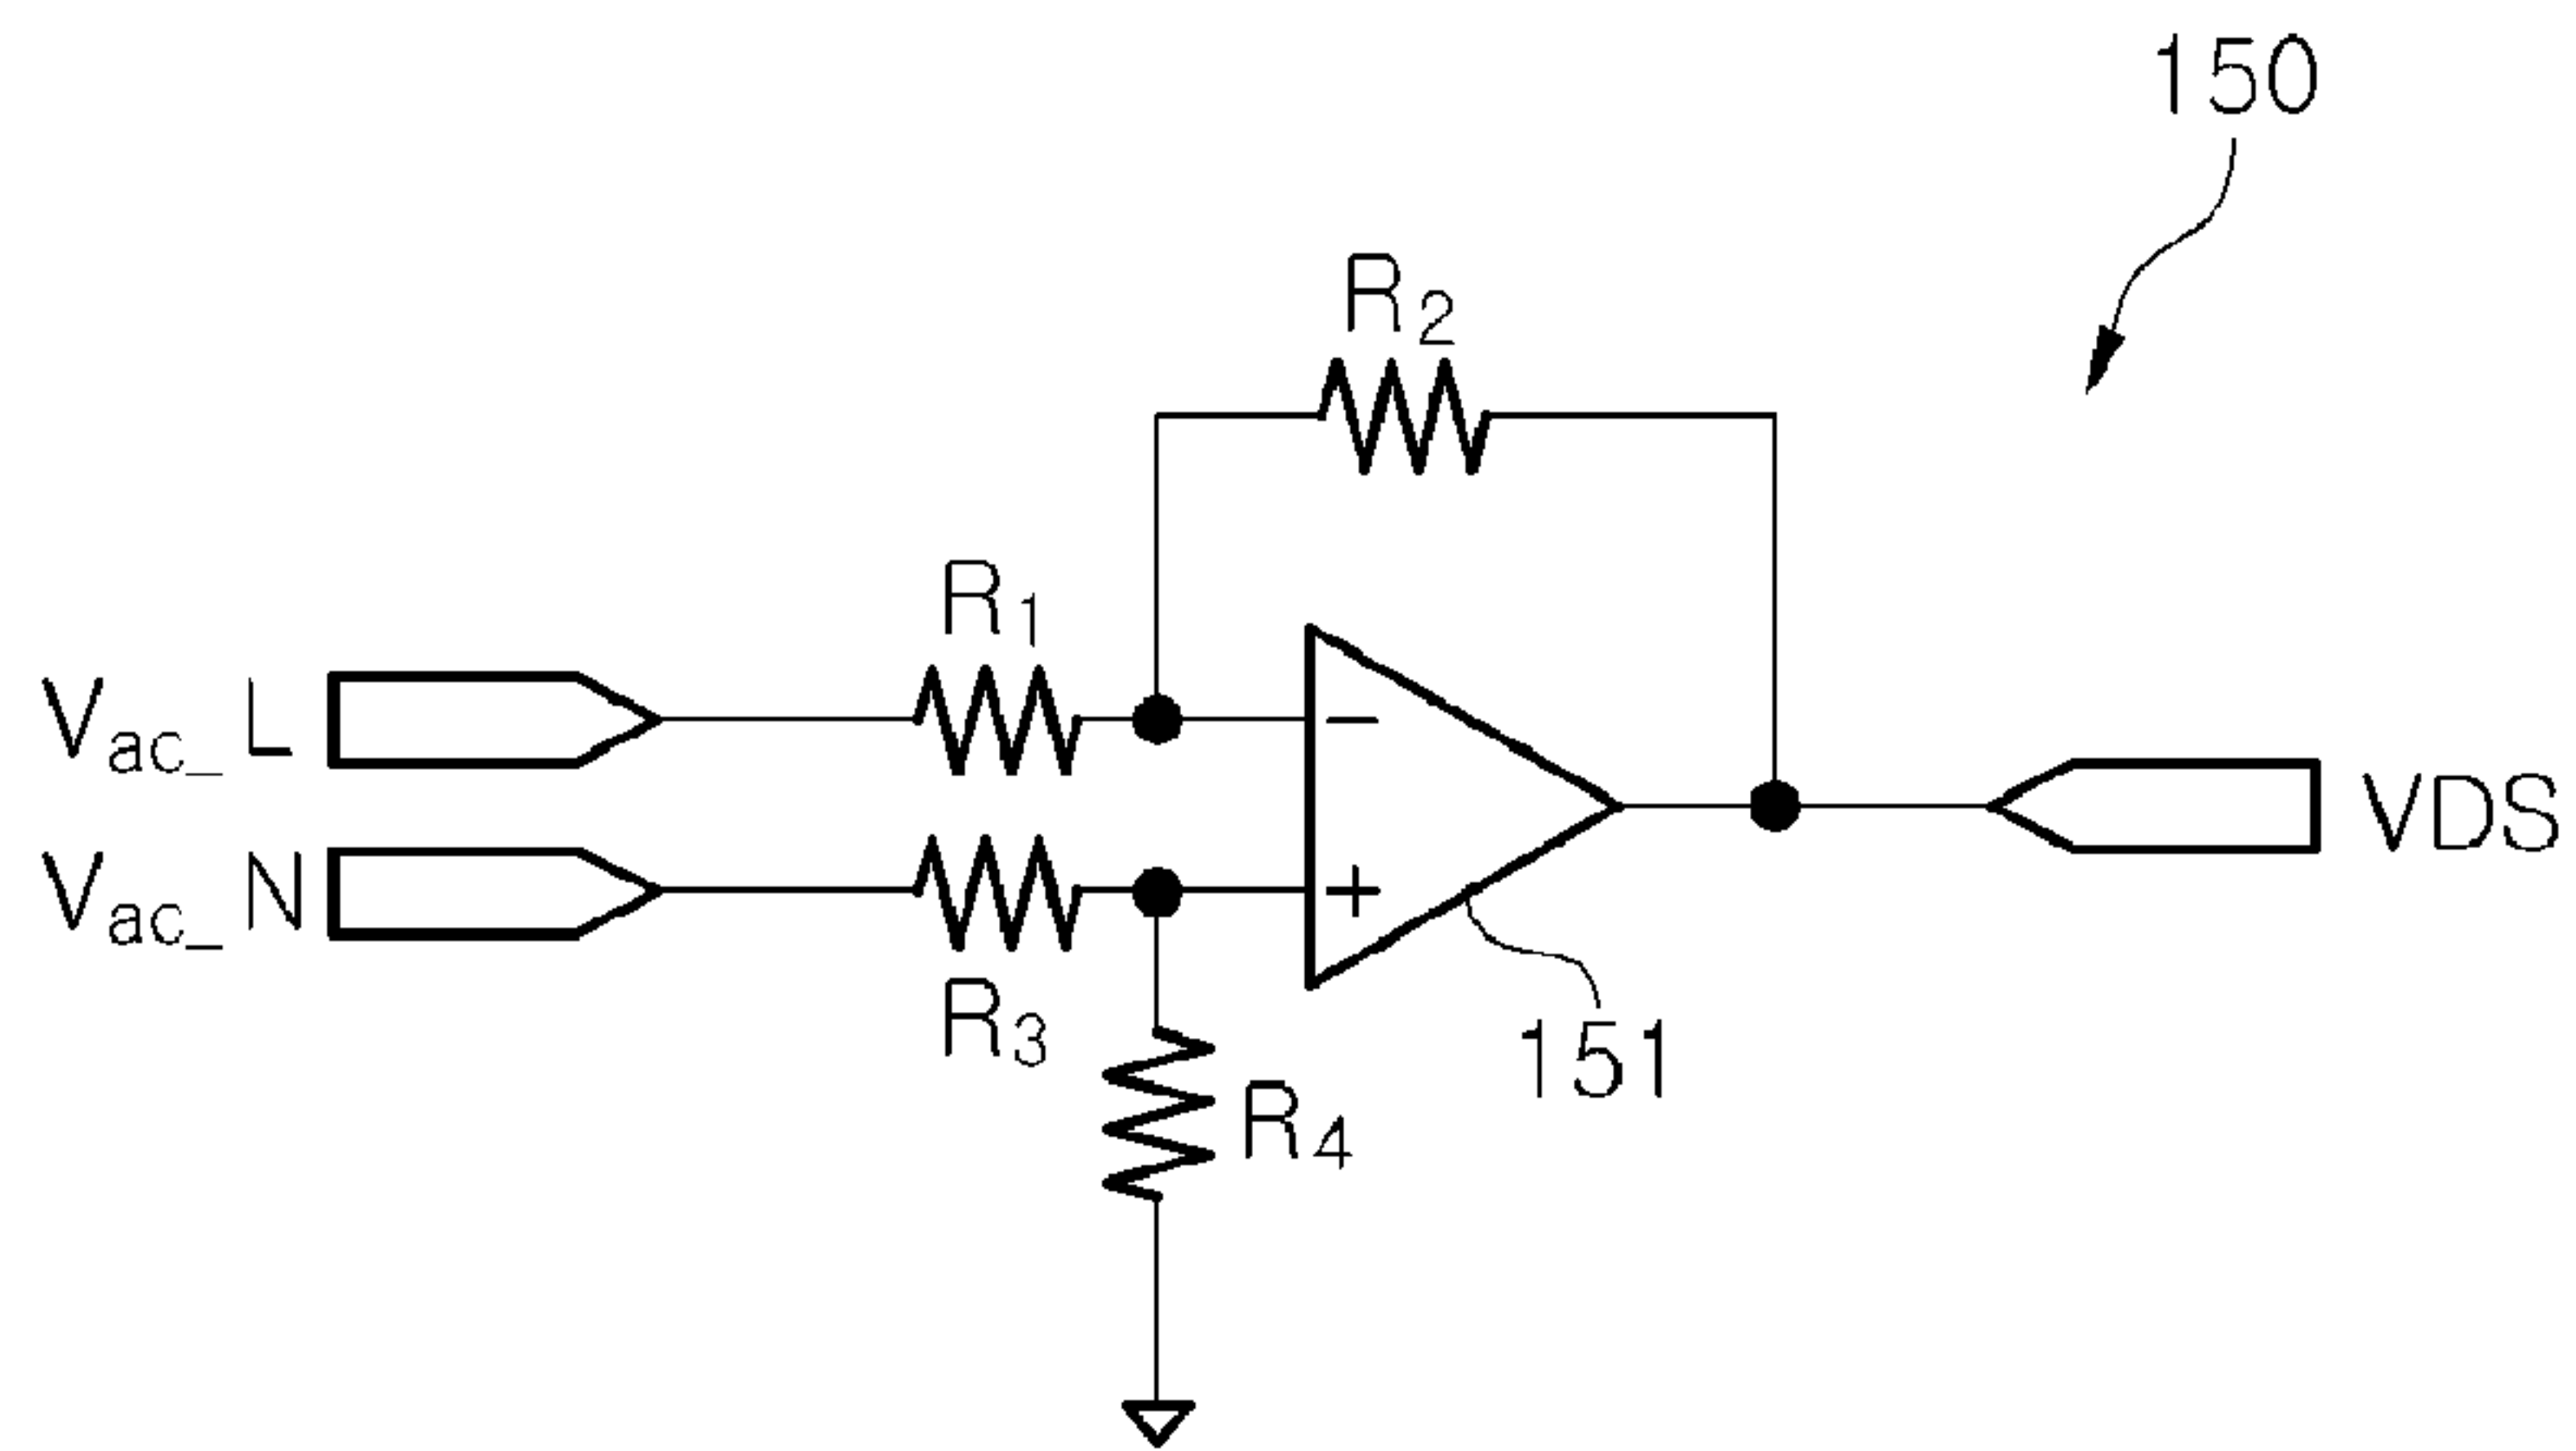 150
R2
R1
Vac_L
−
VDS
Vac_N
+
R3
151
R4